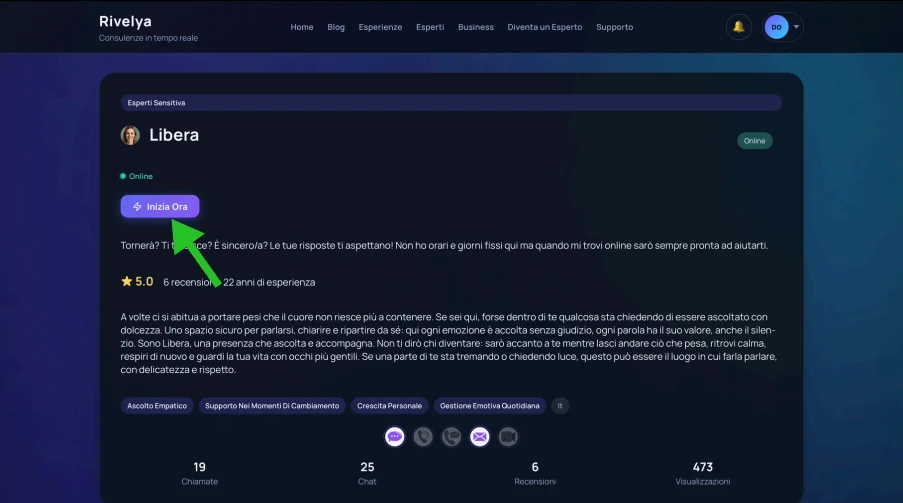 Rivelya
Consulenze in tempo reale
Home Blog Esperienze Esperti Business Diventa un Esperto Supporto
DO
Esperti Sensitiva
Libera
Online
Online
Inizia Ora
Tornerà? Ti t sce? È sincero/a? Le tue risposte ti aspettano! Non ho orari e giorni fissi qui ma quando mi trovi online sarò sempre pronta ad aiutarti.
5.0 6 recension 22 anni di esperienza
A volte ci si abitua a portare pesi che il cuore non riesce più a contenere. Se sei qui, forse dentro di te qualcosa sta chiedendo di essere ascoltato con
dolcezza. Uno spazio sicuro per parlarsi, chiarire e ripartire da sé: qui ogni emozione è accolta senza giudizio, ogni parola ha il suo valore, anche il silen-
zio. Sono Libera, una presenza che ascolta e accompagna. Non ti dirò chi diventare: sarò accanto a te mentre lasci andare ciò che pesa, ritrovi calma,
respiri di nuovo e guardi la tua vita con occhi più gentili. Se una parte di te sta tremando o chiedendo luce, questo può essere il luogo in cui farla parlare,
con delicatezza e rispetto.
Ascolto Empatico Supporto Nei Momenti Di Cambiamento Crescita Personale Gestione Emotiva Quotidiana It
19 25 6 473
Chiamate Chat Recensioni Visualizzazioni